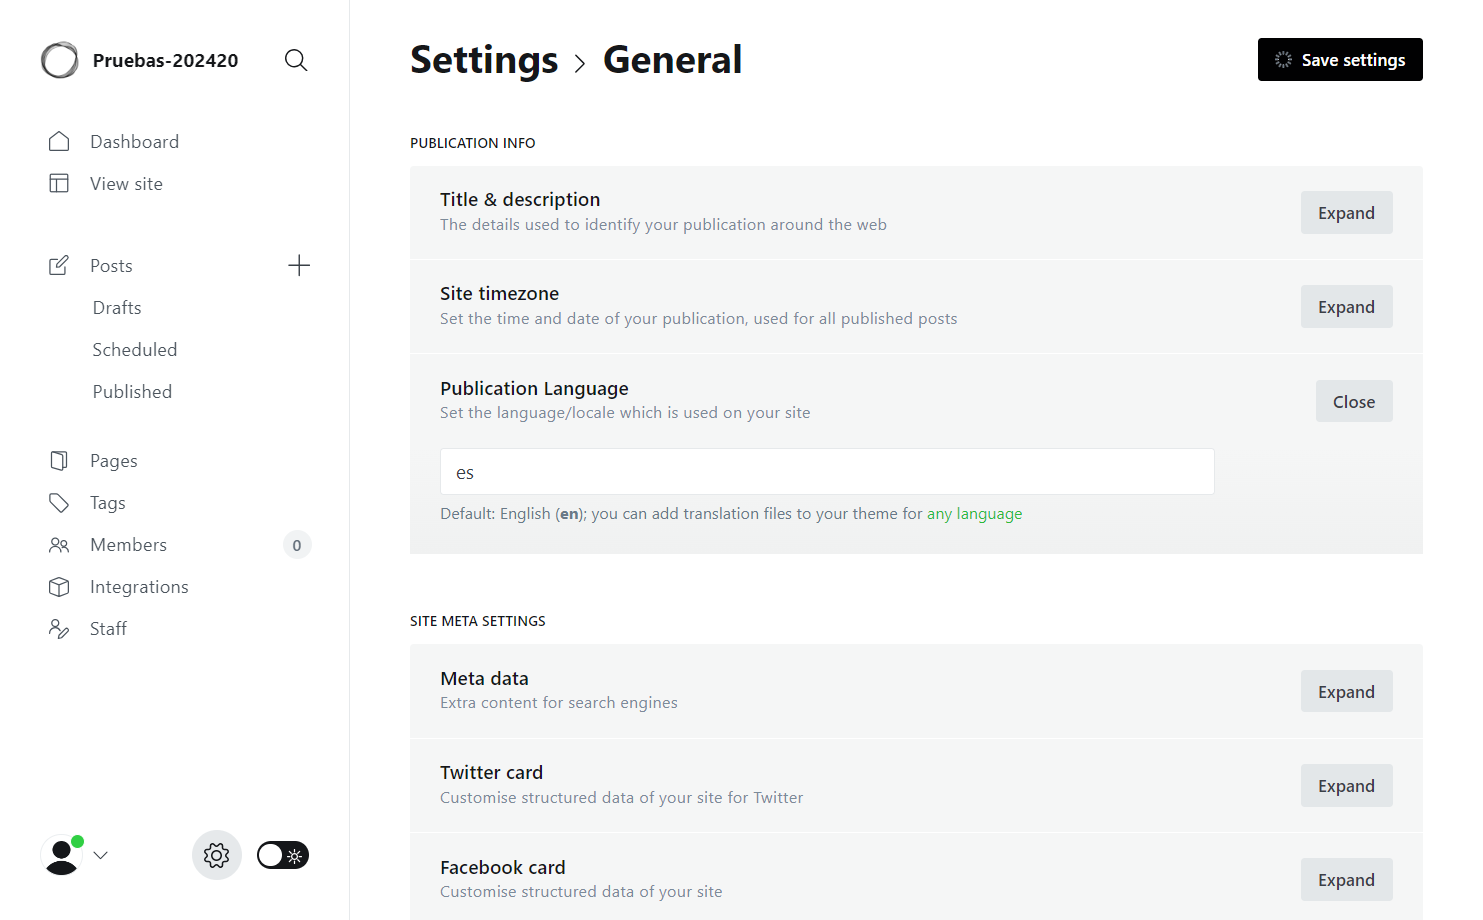 Pruebas-202420
Dashboard
View site
Posts
Drafts
Scheduled
Published
Pages
Tags
Members
0
Integrations
Staff
Settings > General
Save settings
PUBLICATION INFO
Title & description
The details used to identify your publication around the web
Expand
Site timezone
Set the time and date of your publication, used for all published posts
Expand
Publication Language
Set the language/locale which is used on your site
Close
es
Default: English (en); you can add translation files to your theme for any language
SITE META SETTINGS
Meta data
Extra content for search engines
Expand
Twitter card
Customise structured data of your site for Twitter
Expand
Facebook card
Customise structured data of your site
Expand